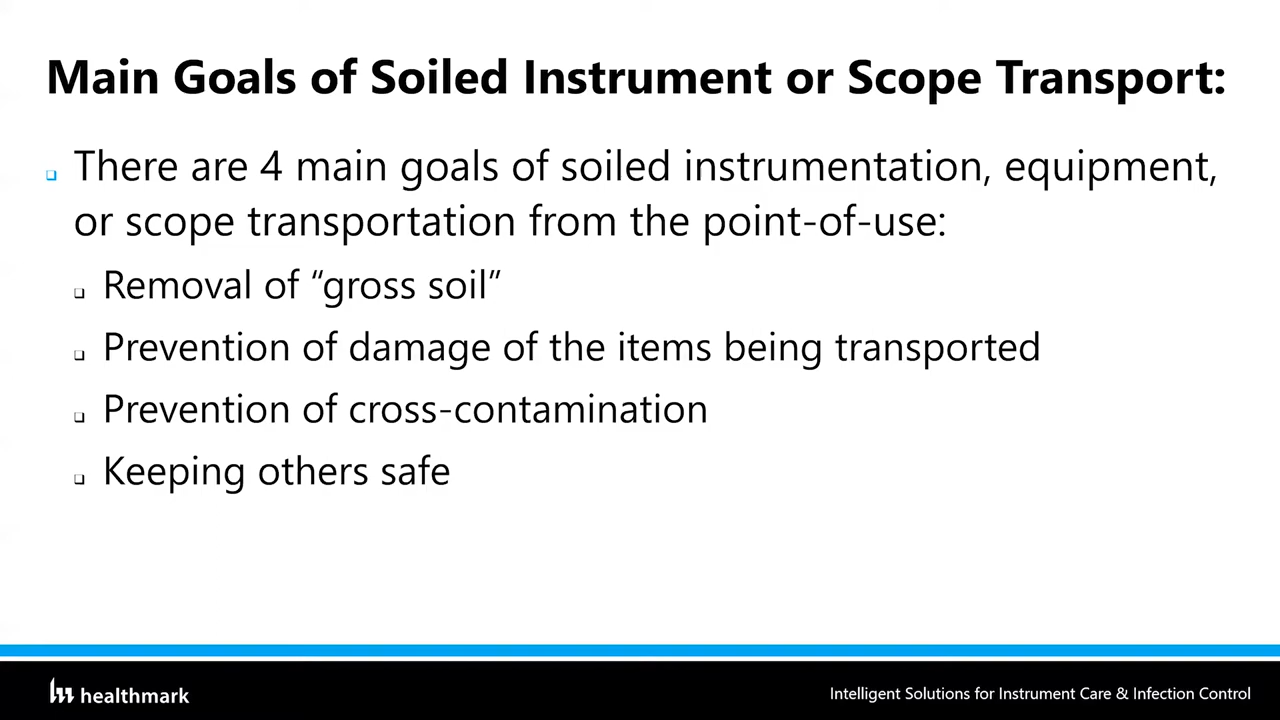 Main Goals of Soiled Instrument or Scope Transport:
There are 4 main goals of soiled instrumentation, equipment,
or scope transportation from the point-of-use:
Removal of “gross soil”
Prevention of damage of the items being transported
Prevention of cross-contamination
Keeping others safe
healthmark
Intelligent Solutions for Instrument Care & Infection Control